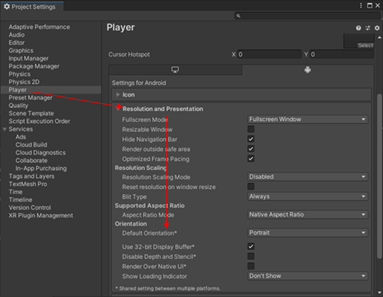 Project Settings
Adaptive Performance
Audio
Editor
Graphics
Input Manager
Package Manager
Physics
Physics 2D
Player
Preset Manager
Quality
Scene Template
Script Execution Order
Services
Ads
Cloud Build
Cloud Diagnostics
Collaborate
In-App Purchasing
Tags and Layers
TextMesh Pro
Time
Timeline
Version Control
XR Plugin Management
Player
Select
Cursor Hotspot X 0 Y 0
Settings for Android
Icon
Resolution and Presentation
Fullscreen Mode Fullscreen Window
Resizable Window
Hide Navigation Bar
Render outside safe area
Optimized Frame Pacing
Resolution Scaling
Resolution Scaling Mode Disabled
Reset resolution on window resize
Blit Type Always
Supported Aspect Ratio
Aspect Ratio Mode Native Aspect Ratio
Orientation
Default Orientation* Portrait
Use 32-bit Display Buffer*
Disable Depth and Stencil*
Render Over Native UI*
Show Loading Indicator Don't Show
* Shared setting between multiple platforms.